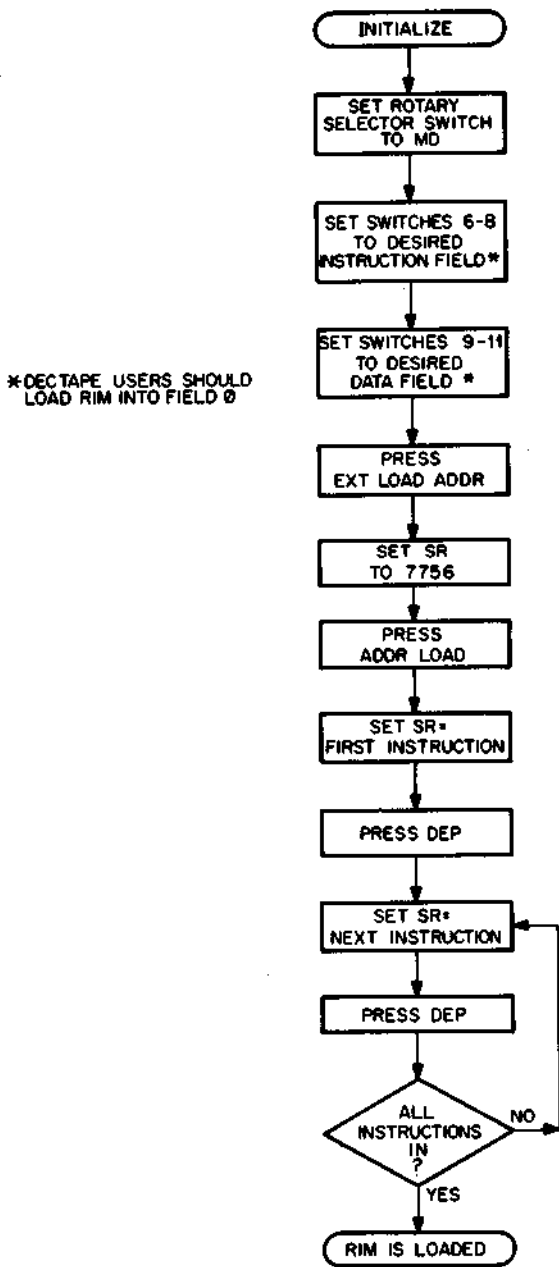 INITIALIZE
SET ROTARY
SELECTOR SWITCH
TO MD
SET SWITCHES 6-8
TO DESIRED
INSTRUCTION FIELD*
SET SWITCHES 9-11
TO DESIRED
DATA FIELD *
*DECTAPE USERS SHOULD
LOAD RIM INTO FIELD 0
PRESS
EXT LOAD ADDR
SET SR
TO 7756
PRESS
ADDR LOAD
SET SR=
FIRST INSTRUCTION
PRESS DEP
SET SR=
NEXT INSTRUCTION
PRESS DEP
ALL
INSTRUCTIONS
IN
?
NO
YES
RIM IS LOADED